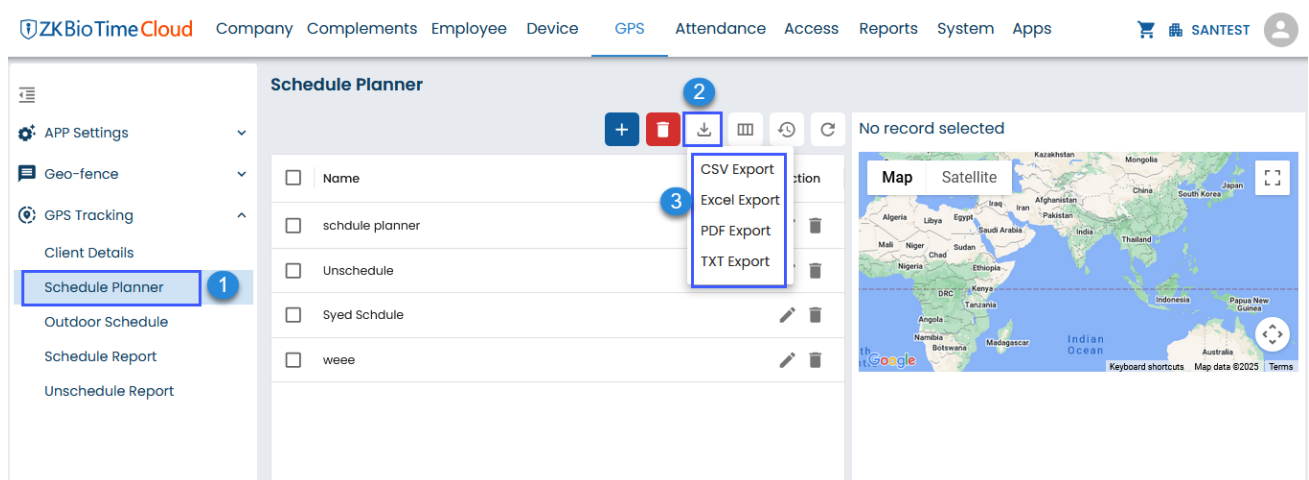 ZKBioTime Cloud Company Complements Employee Device GPS Attendance Access Reports System Apps SANTEST
Schedule Planner
2
APP Settings
Geo-fence
GPS Tracking
Client Details
Schedule Planner
1
Outdoor Schedule
Schedule Report
Unschedule Report
Name
ction
schdule planner
Unschedule
Syed Schdule
weee
CSV Export
3
Excel Export
PDF Export
TXT Export
No record selected
Map Satellite
Kazakhstan
Mongolia
China
Japan
South Korea
Afghanistan
Iraq
Iran
Pakistan
Algeria
Libya
Egypt
Saudi Arabia
India
Thailand
Mali
Niger
Chad
Sudan
Nigeria
Ethiopia
DRC
Kenya
Tanzania
Indonesia
Papua New
Guinea
Angola
Namibia
Botswana
Madagascar
Indian
Ocean
Australia
Google
Keyboard shortcuts Map data ©2025 Terms